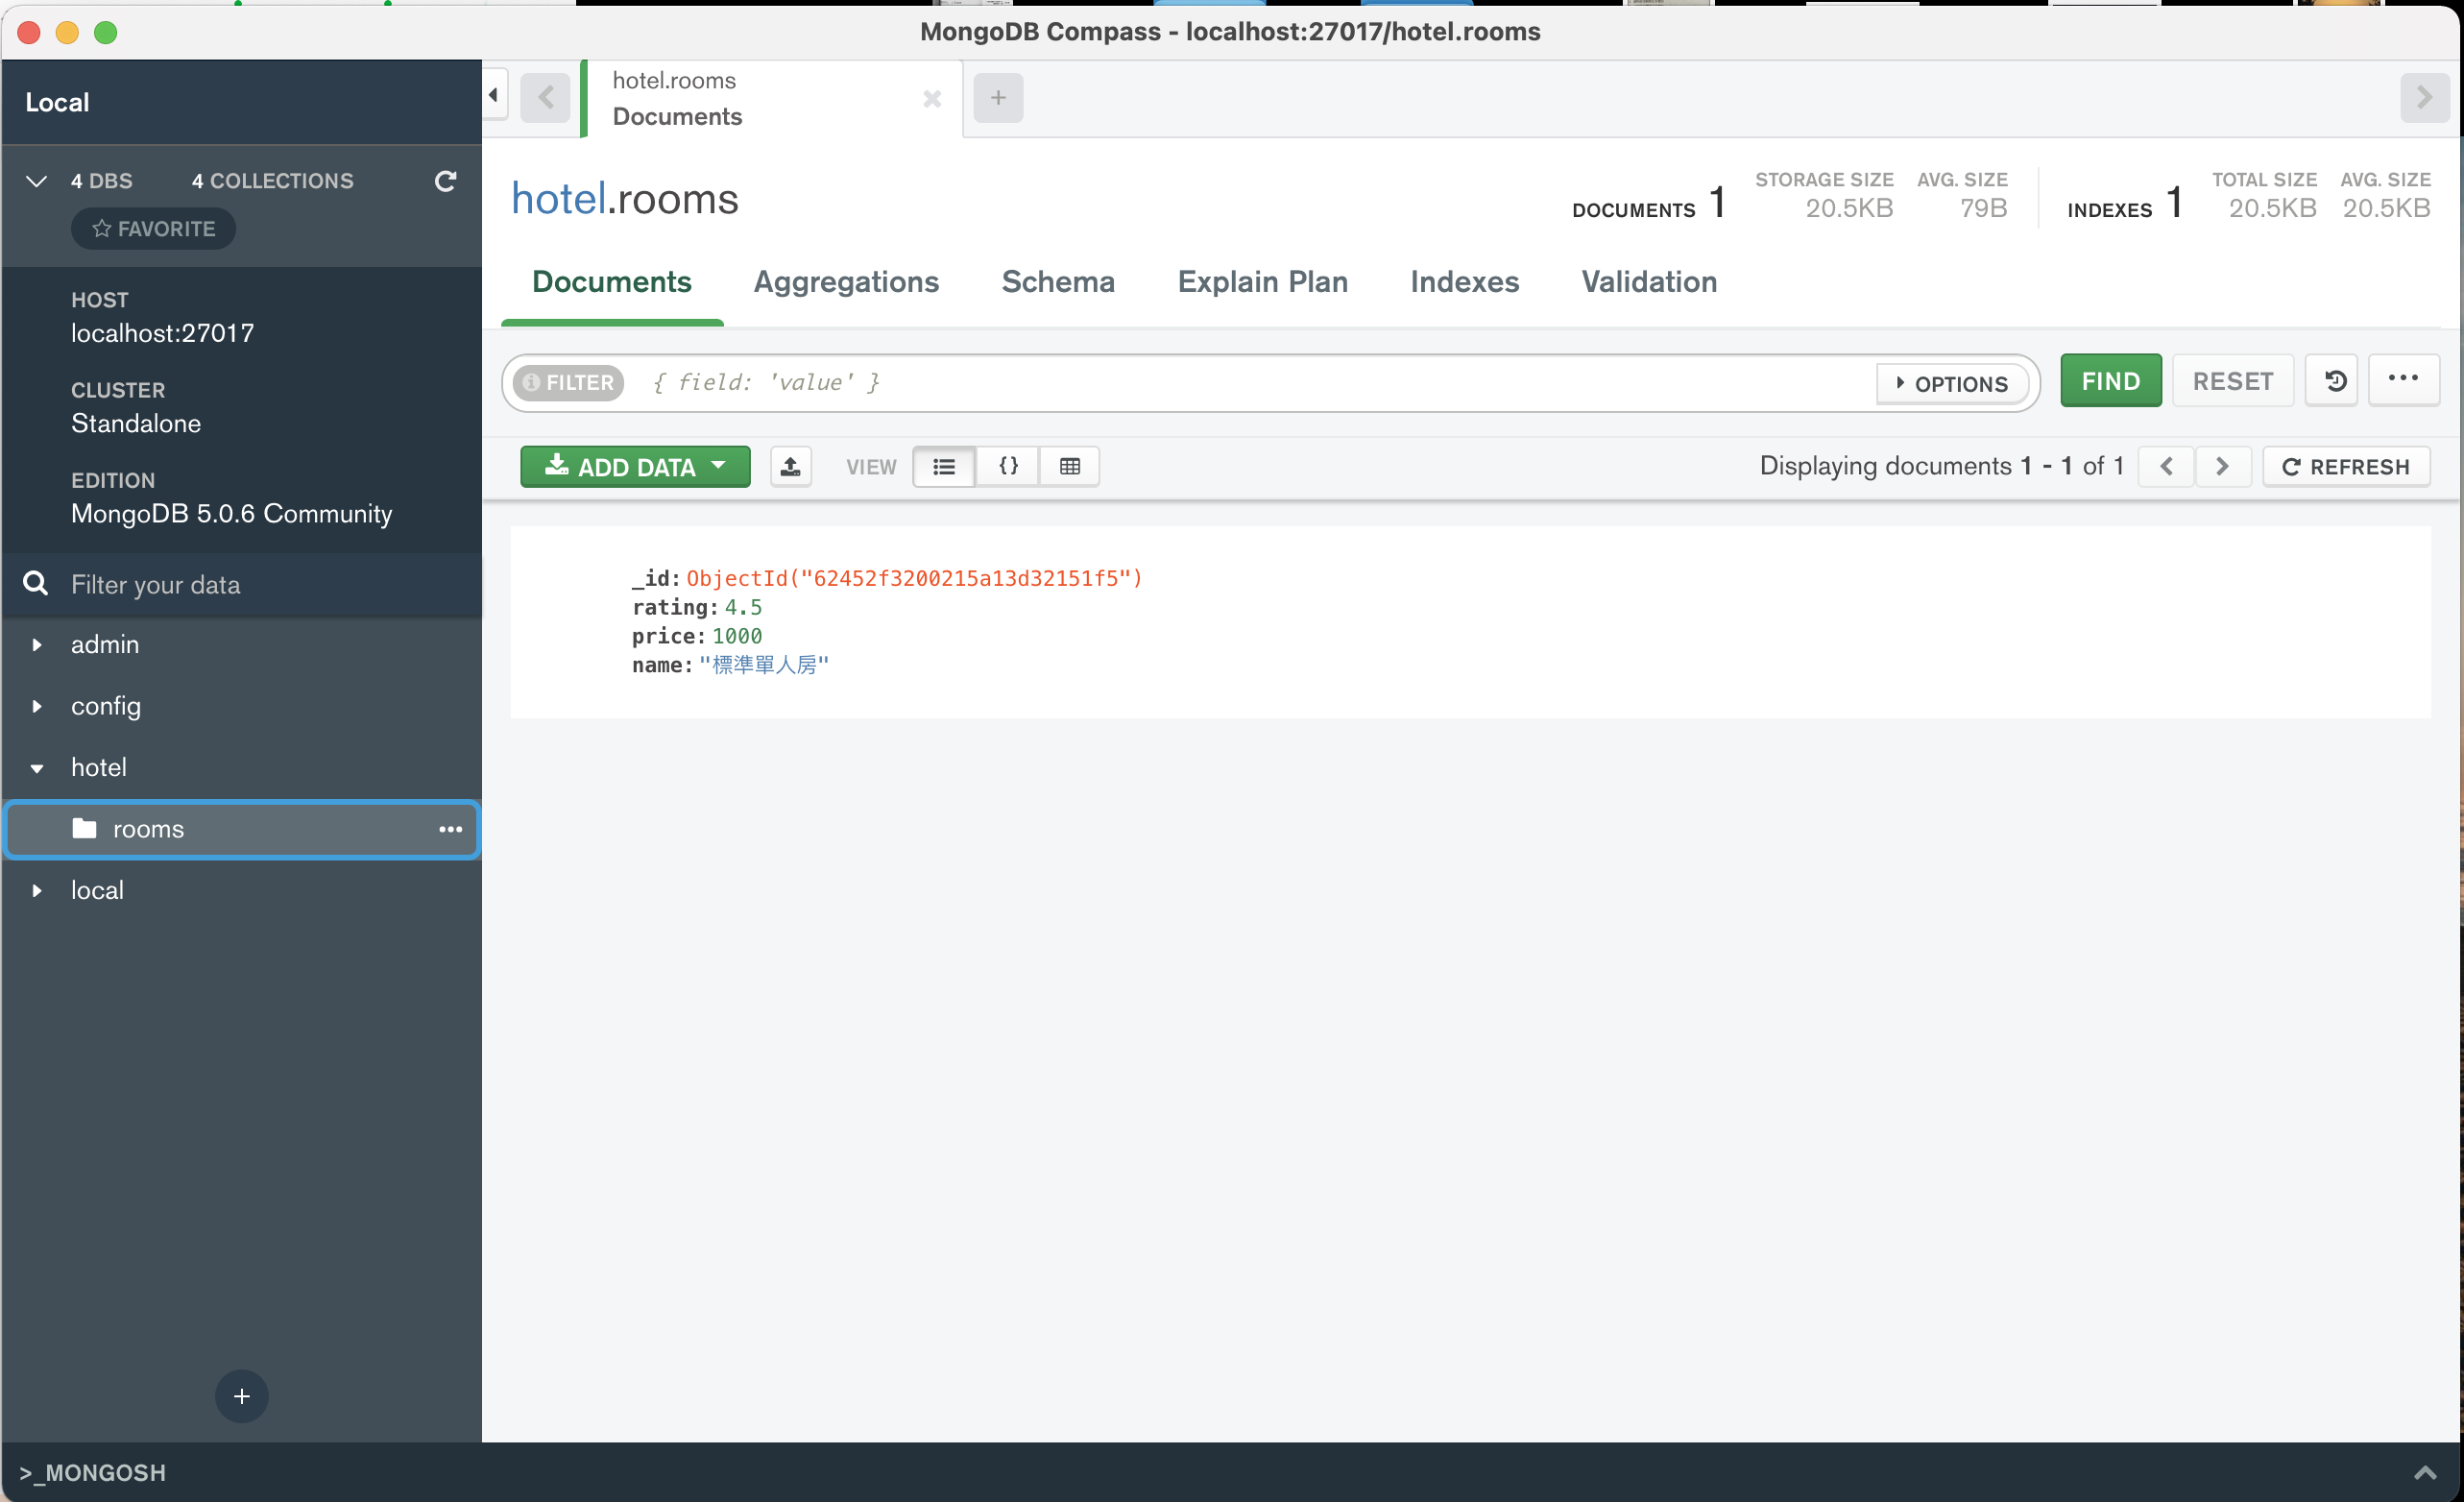 MongoDB Compass - localhost:27017/hotel.rooms
Local
4 DBS 4 COLLECTIONS
FAVORITE
HOST
localhost:27017
CLUSTER
Standalone
EDITION
MongoDB 5.0.6 Community
Filter your data
admin
config
hotel
rooms
local
>_MONGOSH
hotel.rooms
Documents
hotel.rooms
DOCUMENTS 1
STORAGE SIZE
20.5KB
AVG. SIZE
79B
INDEXES 1
TOTAL SIZE
20.5KB
AVG. SIZE
20.5KB
Documents Aggregations Schema Explain Plan Indexes Validation
FILTER { field: 'value' } OPTIONS FIND RESET
ADD DATA VIEW {} Displaying documents 1 - 1 of 1 REFRESH
_id: ObjectId("62452f3200215a13d32151f5")
rating: 4.5
price: 1000
name: "標準單人房"